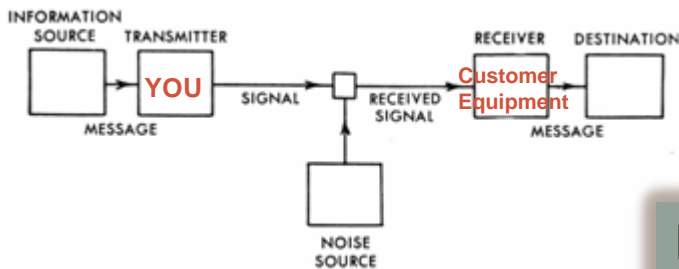 INFORMATION
SOURCE
TRANSMITTER
RECEIVER
DESTINATION
YOU
Customer
Equipment
SIGNAL
RECEIVED
SIGNAL
MESSAGE
MESSAGE
NOISE
SOURCE